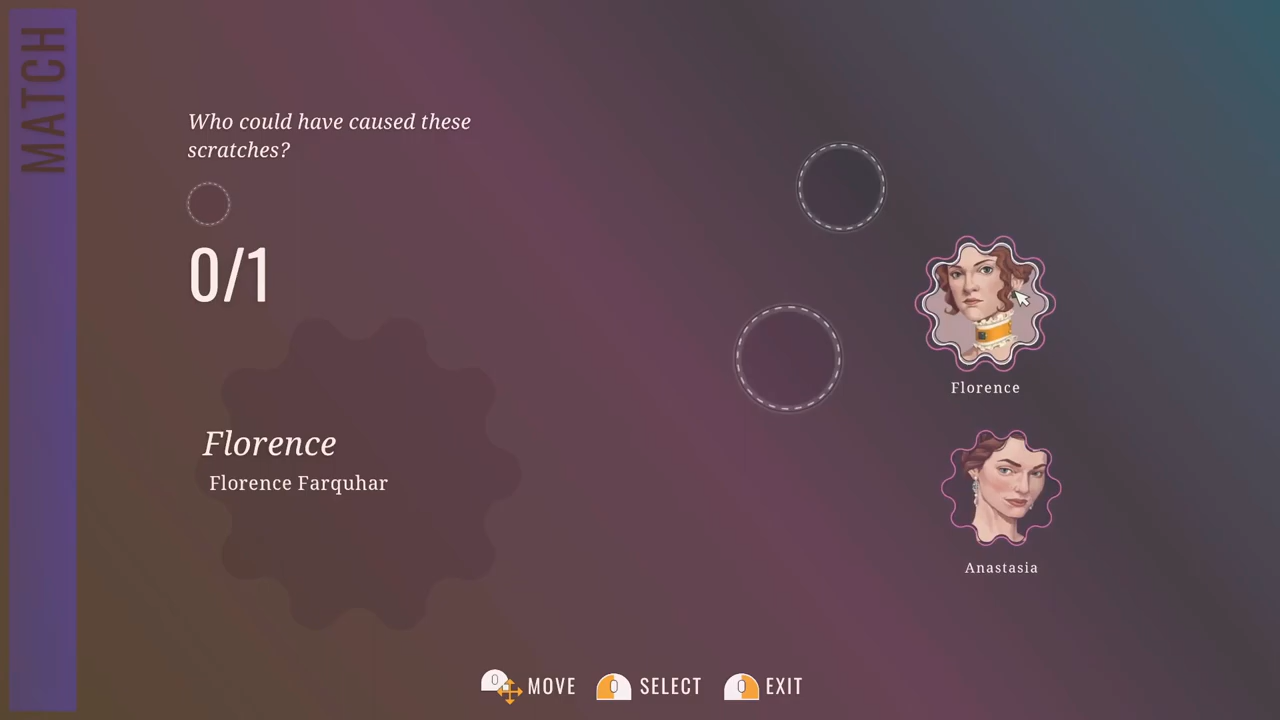 MATCH
Who could have caused these
scratches?
0/1
Florence
Florence Farquhar
Florence
Anastasia
MOVE SELECT EXIT